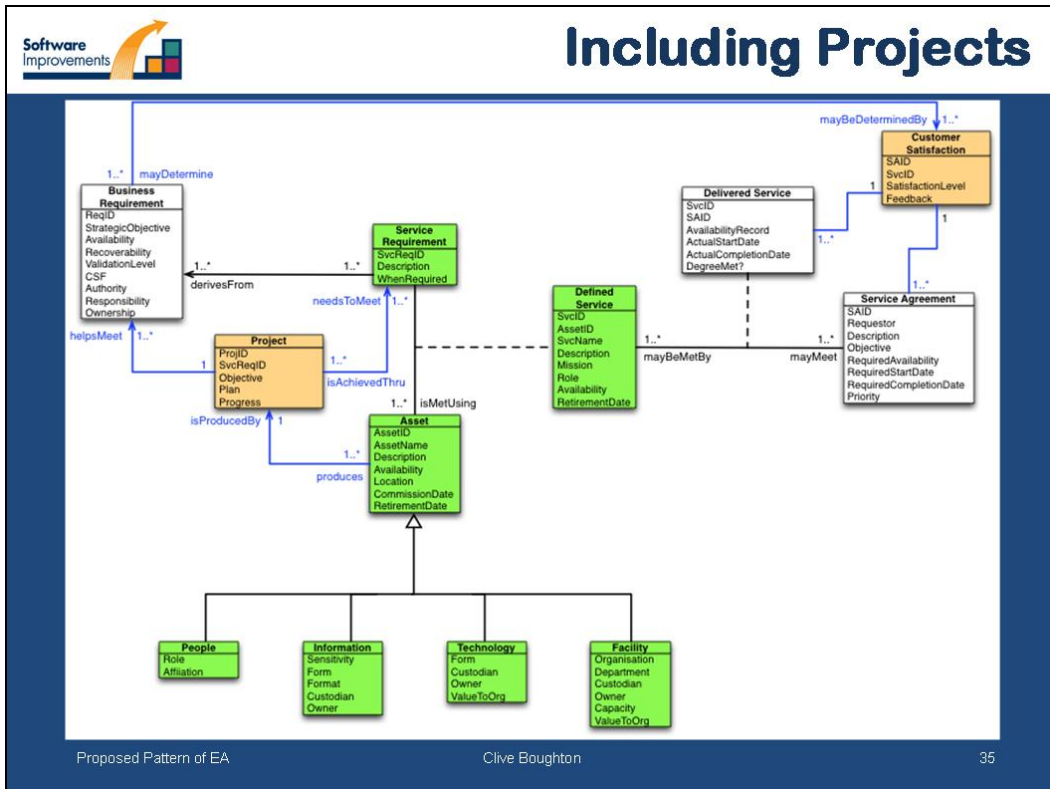 Software
Improvements
Including Projects
mayBeDeterminedBy 1..*
1..* mayDetermine
Customer
Satisfaction
SAID
SvcID
SatisfactionLevel
Feedback
Business
Requirement
ReqID
StrategicObjective
Availability
Recoverability
ValidationLevel
CSF
Authority
Responsibility
Ownership
Delivered Service
SvcID
SAID
AvailabilityRecord
ActualStartDate
ActualCompletionDate
DegreeMet?
1
1..*
1
1..*
Service
Requirement
SvcReqID
Description
WhenRequired
1..* 1..*
derivesFrom
needsToMeet 1..*
Defined
Service
SvcID
AssetID
SvcName
Description
Mission
Role
Availability
RetirementDate
1..* 1..*
mayBeMetBy mayMeet
Service Agreement
SAID
Requestor
Description
Objective
RequiredAvailability
RequiredStartDate
RequiredCompletionDate
Priority
helpsMeet 1..*
Project
ProjID
SvcReqID
Objective
Plan
Progress
1
1..*
isAchievedThru
1..* isMetUsing
isProducedBy 1
1..*
produces
Asset
AssetID
AssetName
Description
Availability
Location
CommissionDate
RetirementDate
People
Role
Affiiation
Information
Sensitivity
Form
Format
Custodian
Owner
Technology
Form
Custodian
Owner
ValueToOrg
Facility
Organisation
Department
Custodian
Owner
Capacity
ValueToOrg
Proposed Pattern of EA
Clive Boughton
35